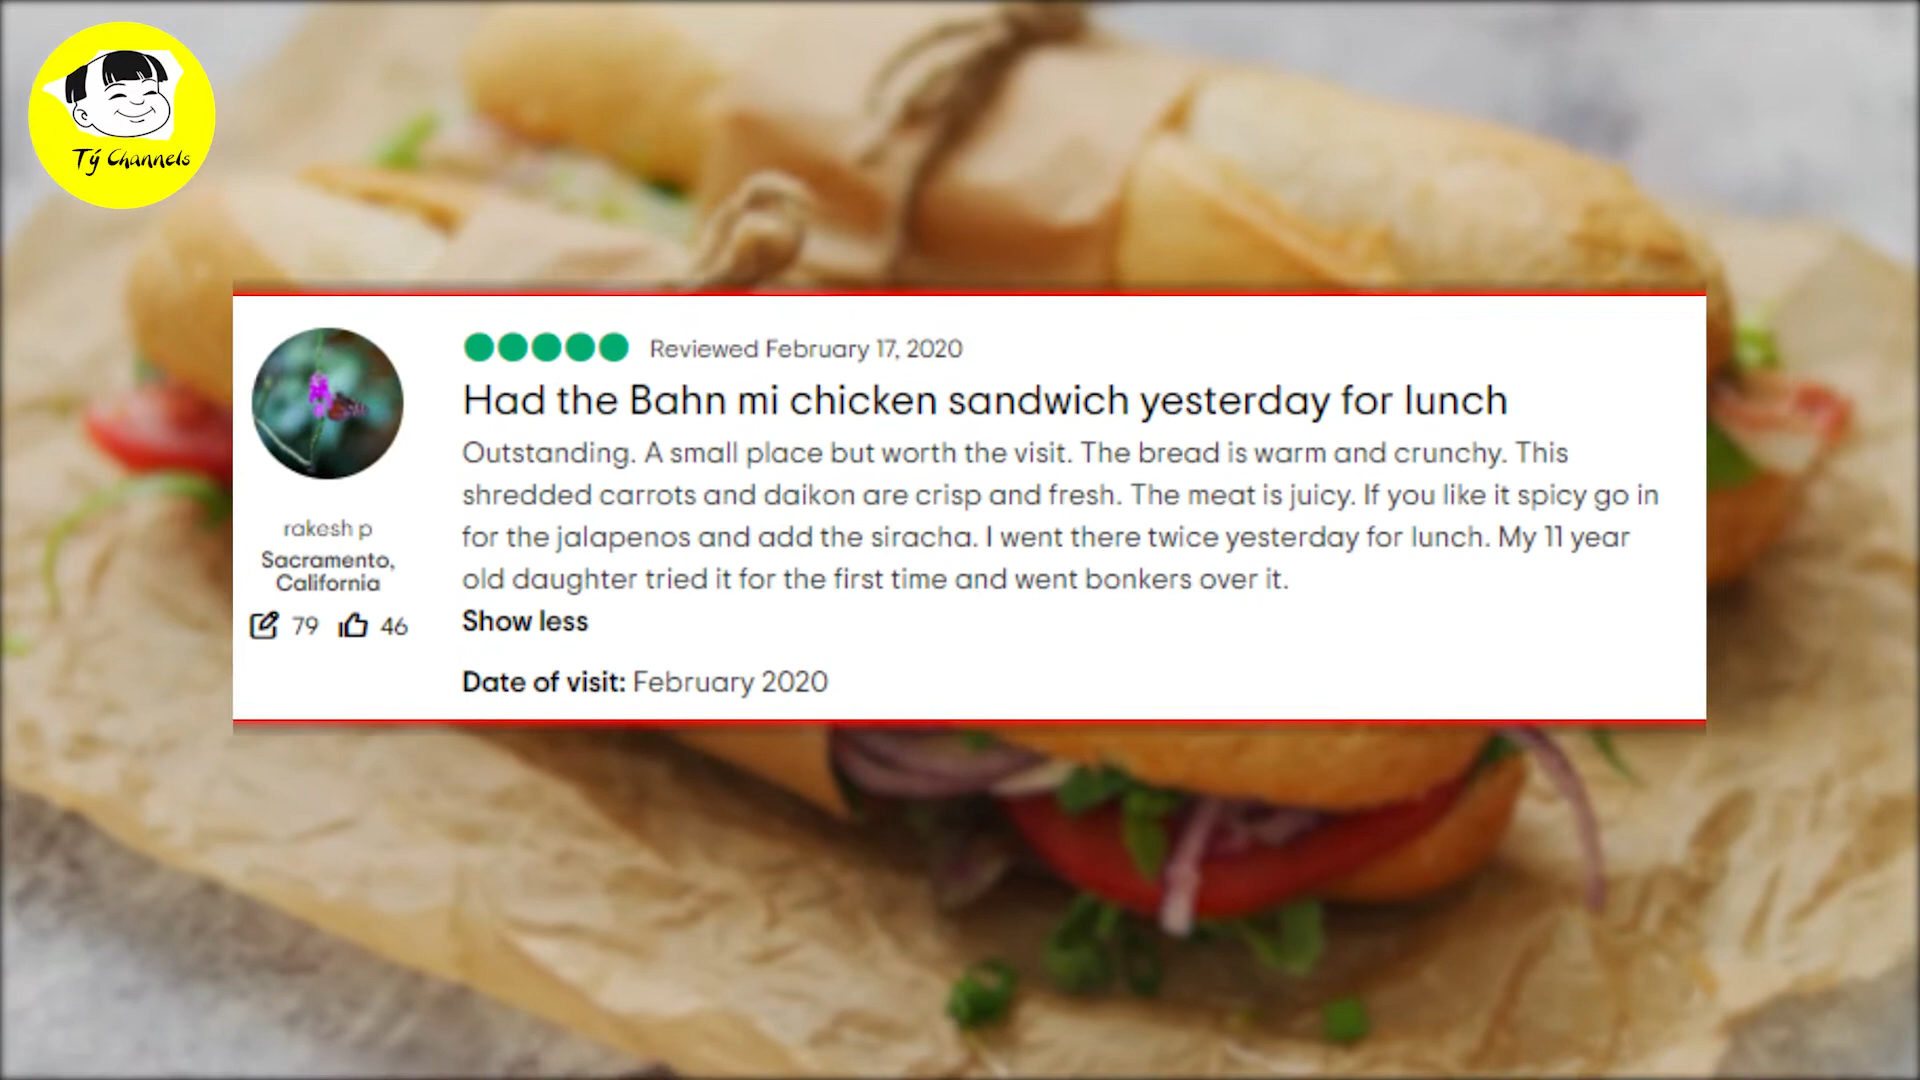 Tý Channels
Reviewed February 17, 2020
Had the Bahn mi chicken sandwich yesterday for lunch
Outstanding. A small place but worth the visit. The bread is warm and crunchy. This
shredded carrots and daikon are crisp and fresh. The meat is juicy. If you like it spicy go in
for the jalapenos and add the siracha. I went there twice yesterday for lunch. My 11 year
old daughter tried it for the first time and went bonkers over it.
Show less
Date of visit: February 2020
rakesh p
Sacramento,
California
79 46